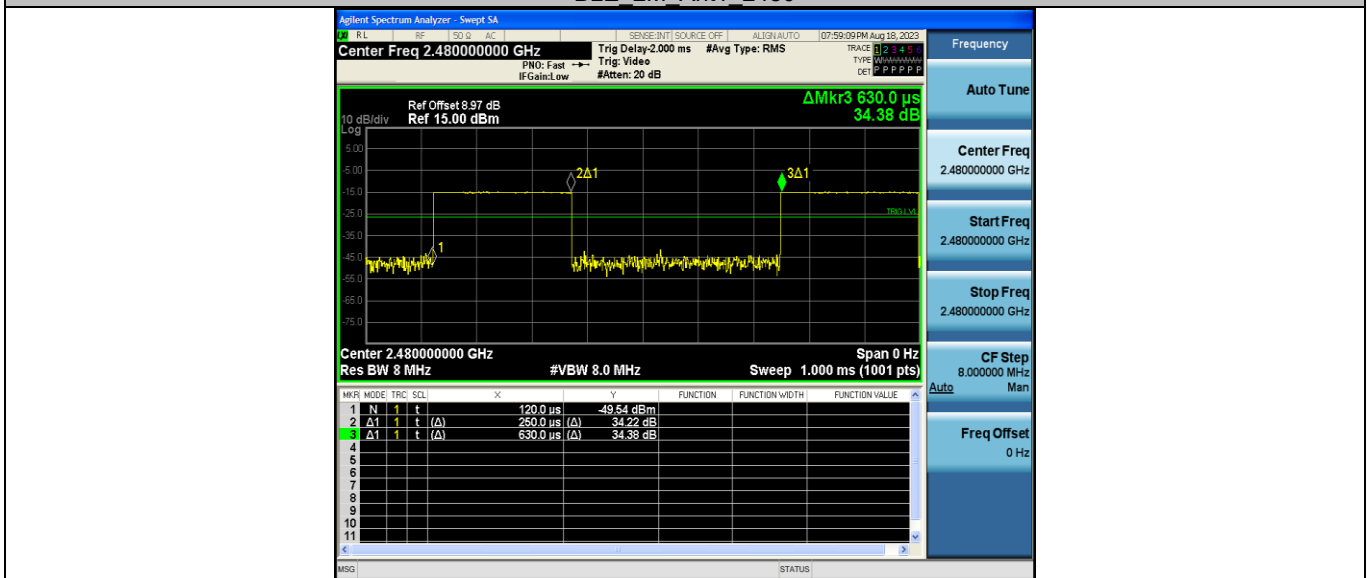 BLE_2M_Ant1_2480
Agilent Spectrum Analyzer - Swept SA
LXI RL RF 50 Ω AC SENSE:INT SOURCE OFF ALIGNAUTO 07:59:09 PM Aug 18, 2023
Center Freq 2.480000000 GHz Trig Delay-2.000 ms #Avg Type: RMS TRACE 1 2 3 4 5 6
PNO: Fast Trig: Video TYPE WWWWWW
IFGain:Low #Atten: 20 dB DET P P P P P P
ΔMkr3 630.0 µs
34.38 dB
Ref Offset 8.97 dB
10 dB/div Ref 15.00 dBm
Log
5.00
-5.00
-15.0
-25.0
-35.0
-45.0
-55.0
-65.0
-75.0
2Δ1
3Δ1
TRIG LVL
1
Center 2.480000000 GHz Span 0 Hz
Res BW 8 MHz #VBW 8.0 MHz Sweep 1.000 ms (1001 pts)
MKR MODE TRC SCL X Y FUNCTION FUNCTION WIDTH FUNCTION VALUE
1 N 1 t 120.0 µs -49.54 dBm
2 Δ1 1 t (Δ) 250.0 µs (Δ) 34.22 dB
3 Δ1 1 t (Δ) 630.0 µs (Δ) 34.38 dB
4
5
6
7
8
9
10
11
MSG STATUS
Frequency
Auto Tune
Center Freq
2.480000000 GHz
Start Freq
2.480000000 GHz
Stop Freq
2.480000000 GHz
CF Step
8.000000 MHz
Auto Man
Freq Offset
0 Hz